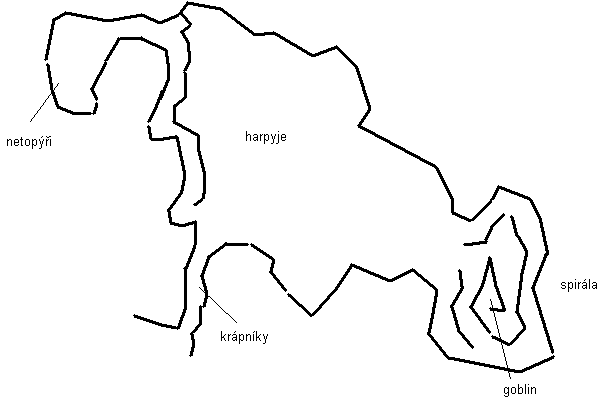 netopýři
harpyje
spirála
krápníky
goblin